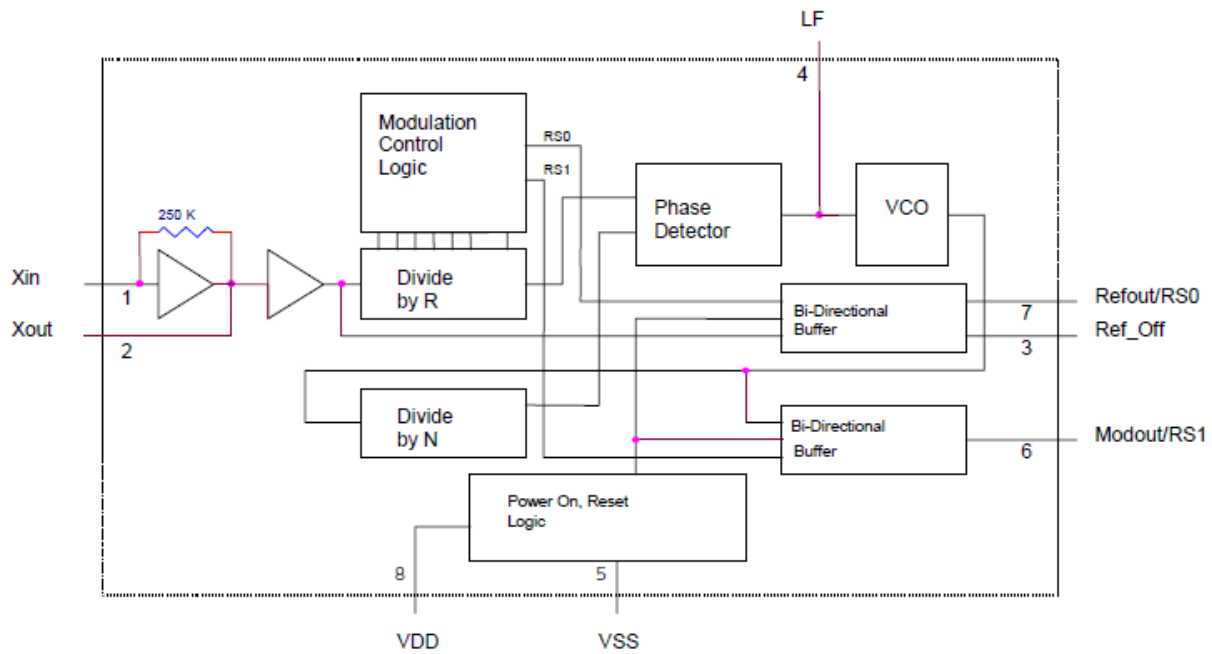 LF
4
Modulation
Control
Logic
RS0
RS1
250 K
Phase
Detector
VCO
Xin
1
Divide
by R
Xout
2
Bi-Directional
Buffer
Refout/RS0
7
Ref_Off
3
Divide
by N
Bi-Directional
Buffer
Modout/RS1
6
Power On, Reset
Logic
8
5
VDD
VSS